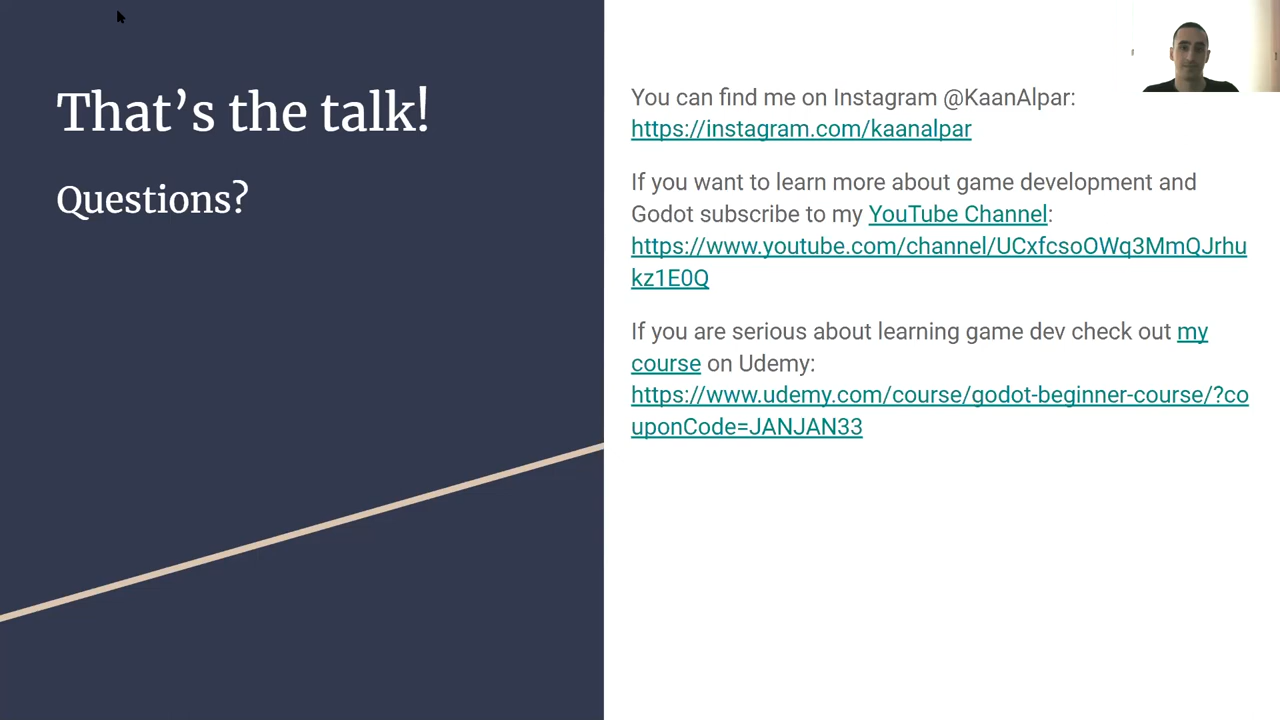 That’s the talk!
Questions?
You can find me on Instagram @KaanAlpar:
https://instagram.com/kaanalpar
If you want to learn more about game development and
Godot subscribe to my YouTube Channel:
https://www.youtube.com/channel/UCxfcsoOWq3MmQJrhu
kz1E0Q
If you are serious about learning game dev check out my
course on Udemy:
https://www.udemy.com/course/godot-beginner-course/?co
uponCode=JANJAN33